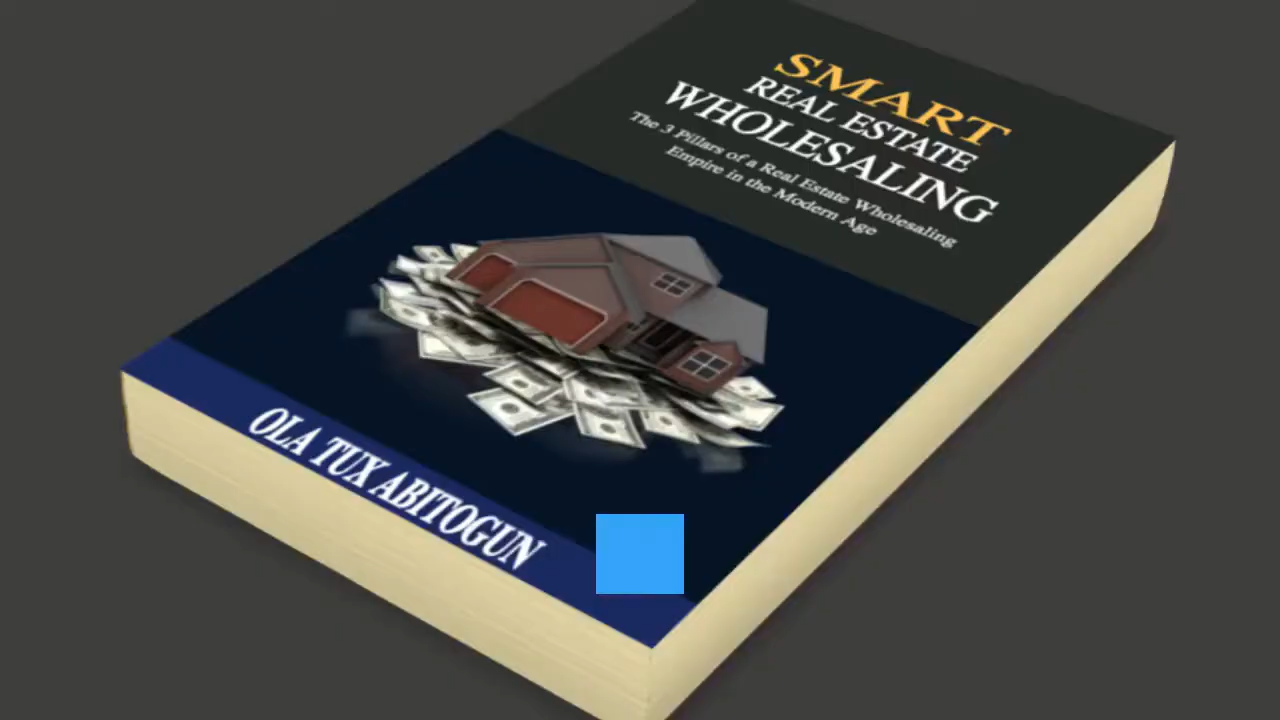 SMART
REAL ESTATE
WHOLESALING
The 3 Pillars of a Real Estate Wholesaling
Empire in the Modern Age
OLA TUX ABITOGUN